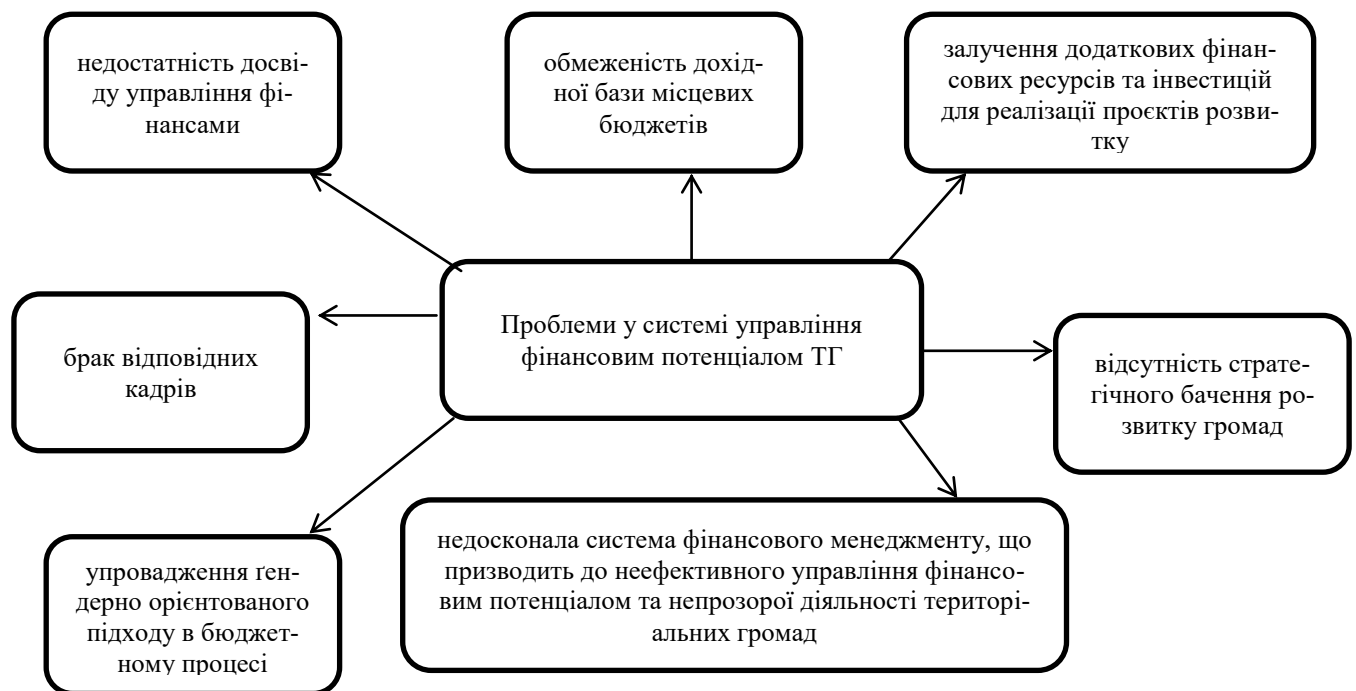 недостатність досві-
ду управління фі-
нансами
обмеженість дохід-
ної бази місцевих
бюджетів
залучення додаткових фінан-
сових ресурсів та інвестицій
для реалізації проєктів розви-
тку
Проблеми у системі управління
фінансовим потенціалом ТГ
брак відповідних
кадрів
відсутність страте-
гічного бачення ро-
звитку громад
упровадження ґен-
дерно орієнтованого
підходу в бюджет-
ному процесі
недосконала система фінансового менеджменту, що
призводить до неефективного управління фінансо-
вим потенціалом та непрозорої діяльності територі-
альних громад